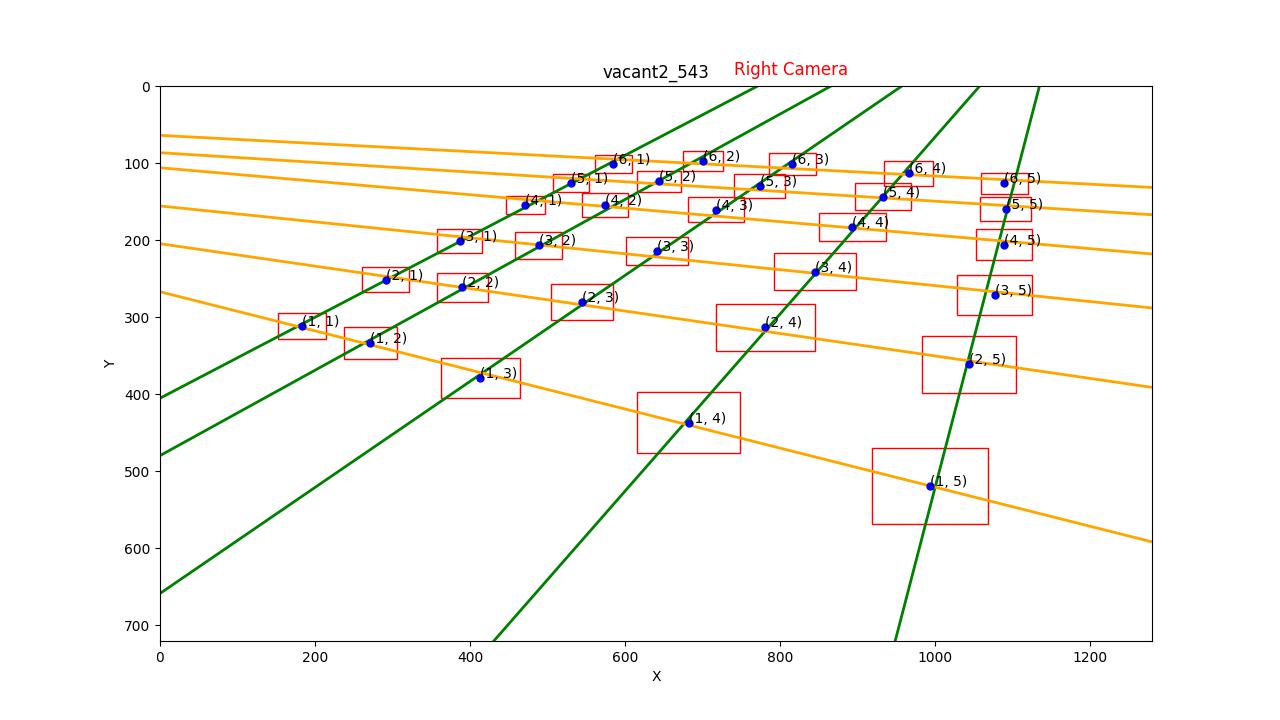 vacant2_543 Right Camera
0
100
200
300
400
500
600
700
Y
(6, 1) (6, 2) (6, 3) (6, 4) (6, 5)
(5, 1) (5, 2) (5, 3) (5, 4) (5, 5)
(4, 1) (4, 2) (4, 3) (4, 4) (4, 5)
(3, 1) (3, 2) (3, 3) (3, 4) (3, 5)
(2, 1) (2, 2) (2, 3) (2, 4) (2, 5)
(1, 1) (1, 2) (1, 3) (1, 4) (1, 5)
0 200 400 600 800 1000 1200
X